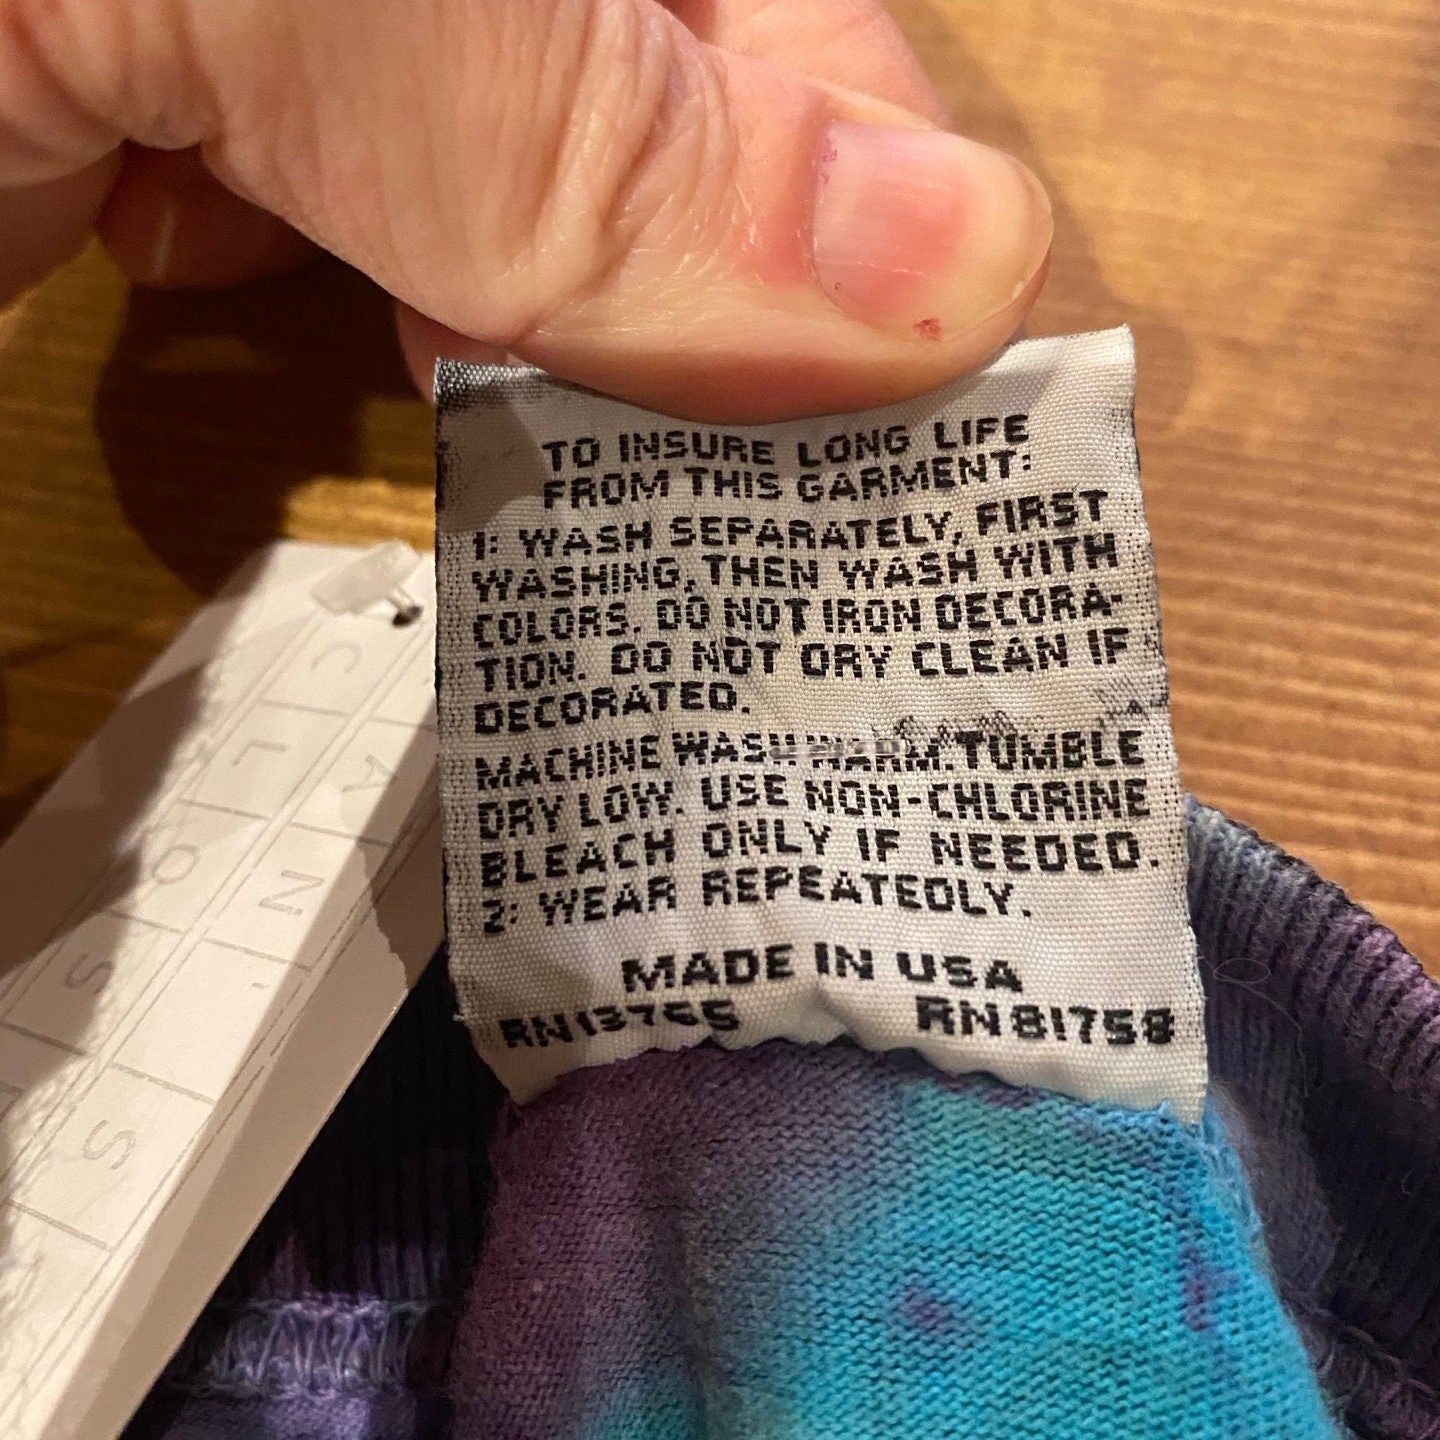 TO INSURE LONG LIFE
FROM THIS GARMENT:
1: WASH SEPARATELY, FIRST
WASHING, THEN WASH WITH
COLORS. DO NOT IRON DECORA-
TION. DO NOT DRY CLEAN IF
DECORATED.
MACHINE WASH WARM. TUMBLE
DRY LOW. USE NON-CHLORINE
BLEACH ONLY IF NEEDED.
2: WEAR REPEATEDLY.
MADE IN USA
RN13765 RN81758